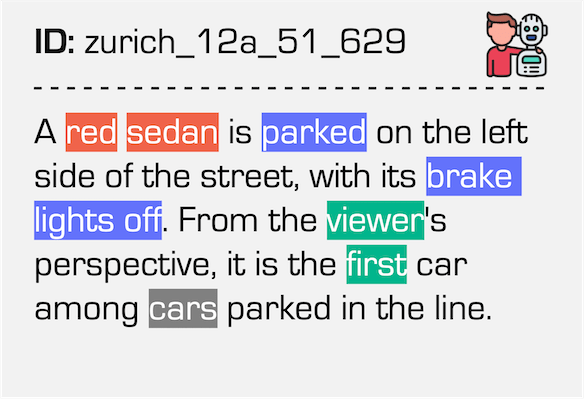 ID: zurich_12a_51_629
A red sedan is parked on the left
side of the street, with its brake
lights off. From the viewer's
perspective, it is the first car
among cars parked in the line.